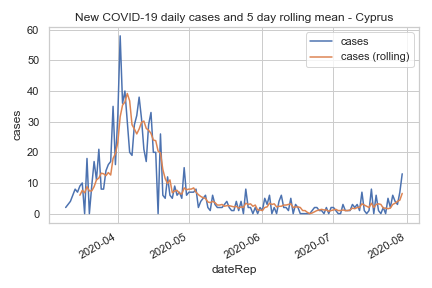 New COVID-19 daily cases and 5 day rolling mean - Cyprus
cases
cases (rolling)
60
50
40
30
20
10
0
cases
2020-04
2020-05
2020-06
2020-07
2020-08
dateRep